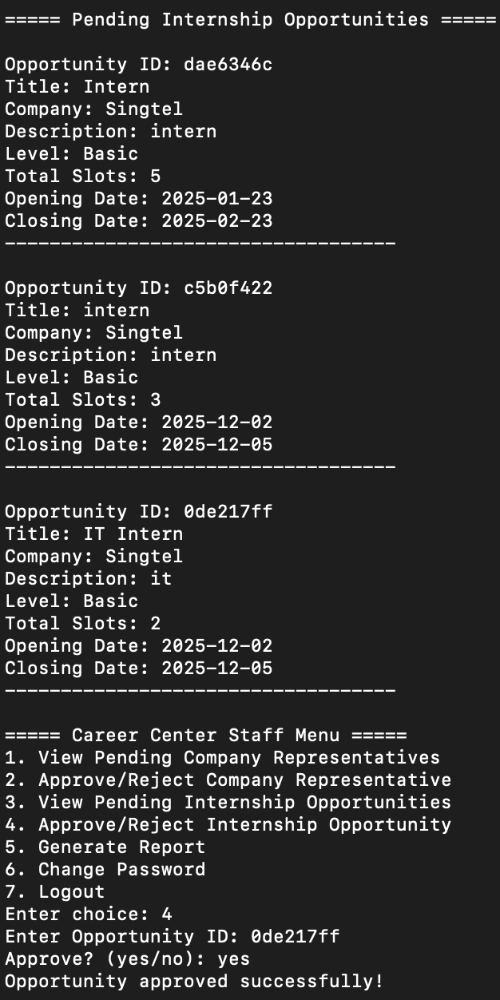 ===== Pending Internship Opportunities =====
Opportunity ID: dae6346c
Title: Intern
Company: Singtel
Description: intern
Level: Basic
Total Slots: 5
Opening Date: 2025-01-23
Closing Date: 2025-02-23
-----------------------------------
Opportunity ID: c5b0f422
Title: intern
Company: Singtel
Description: intern
Level: Basic
Total Slots: 3
Opening Date: 2025-12-02
Closing Date: 2025-12-05
-----------------------------------
Opportunity ID: 0de217ff
Title: IT Intern
Company: Singtel
Description: it
Level: Basic
Total Slots: 2
Opening Date: 2025-12-02
Closing Date: 2025-12-05
-----------------------------------
===== Career Center Staff Menu =====
1. View Pending Company Representatives
2. Approve/Reject Company Representative
3. View Pending Internship Opportunities
4. Approve/Reject Internship Opportunity
5. Generate Report
6. Change Password
7. Logout
Enter choice: 4
Enter Opportunity ID: 0de217ff
Approve? (yes/no): yes
Opportunity approved successfully!